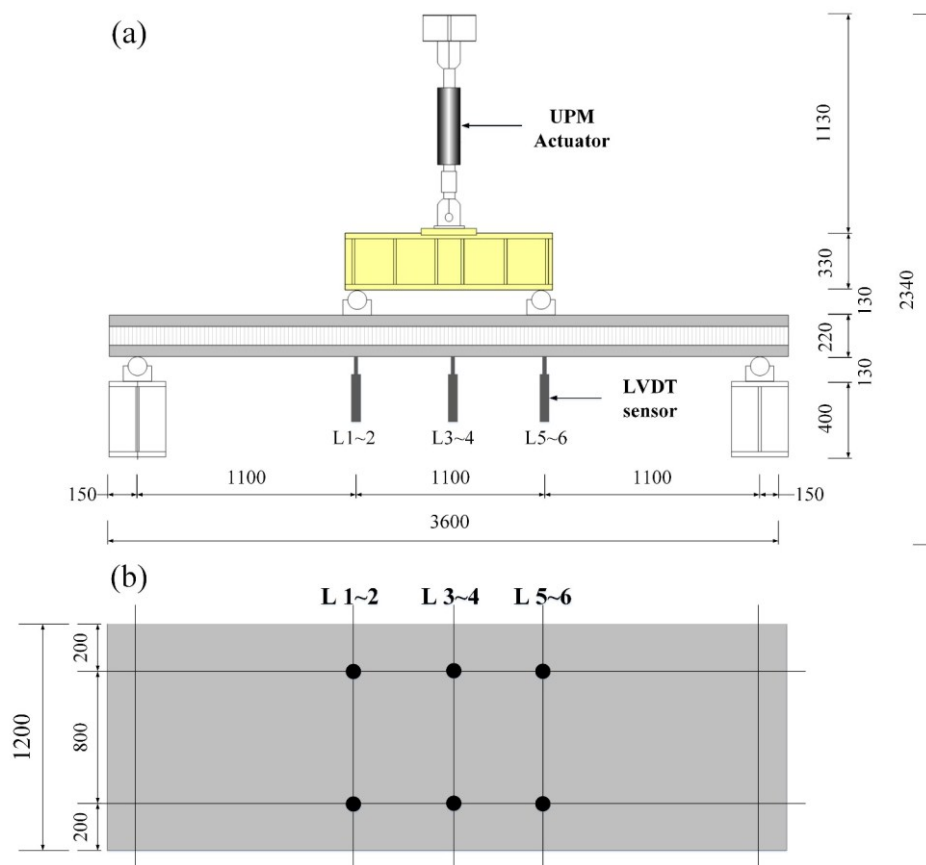 (a)
UPM
Actuator
1130
330
130
2340
220
130
LVDT
sensor
400
L1~2
L3~4
L5~6
1100
1100
1100
150
150
3600
(b)
L 1~2
L 3~4
L 5~6
200
1200
800
200